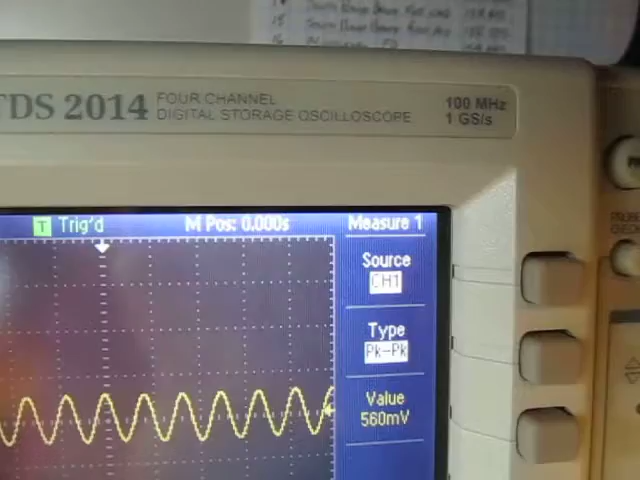 TDS 2014
FOUR CHANNEL
DIGITAL STORAGE OSCILLOSCOPE
100 MHz
1 GS/s
T Trig'd
M Pos: 0.000s
Measure 1
Source
CH1
Type
Pk-Pk
Value
560mV